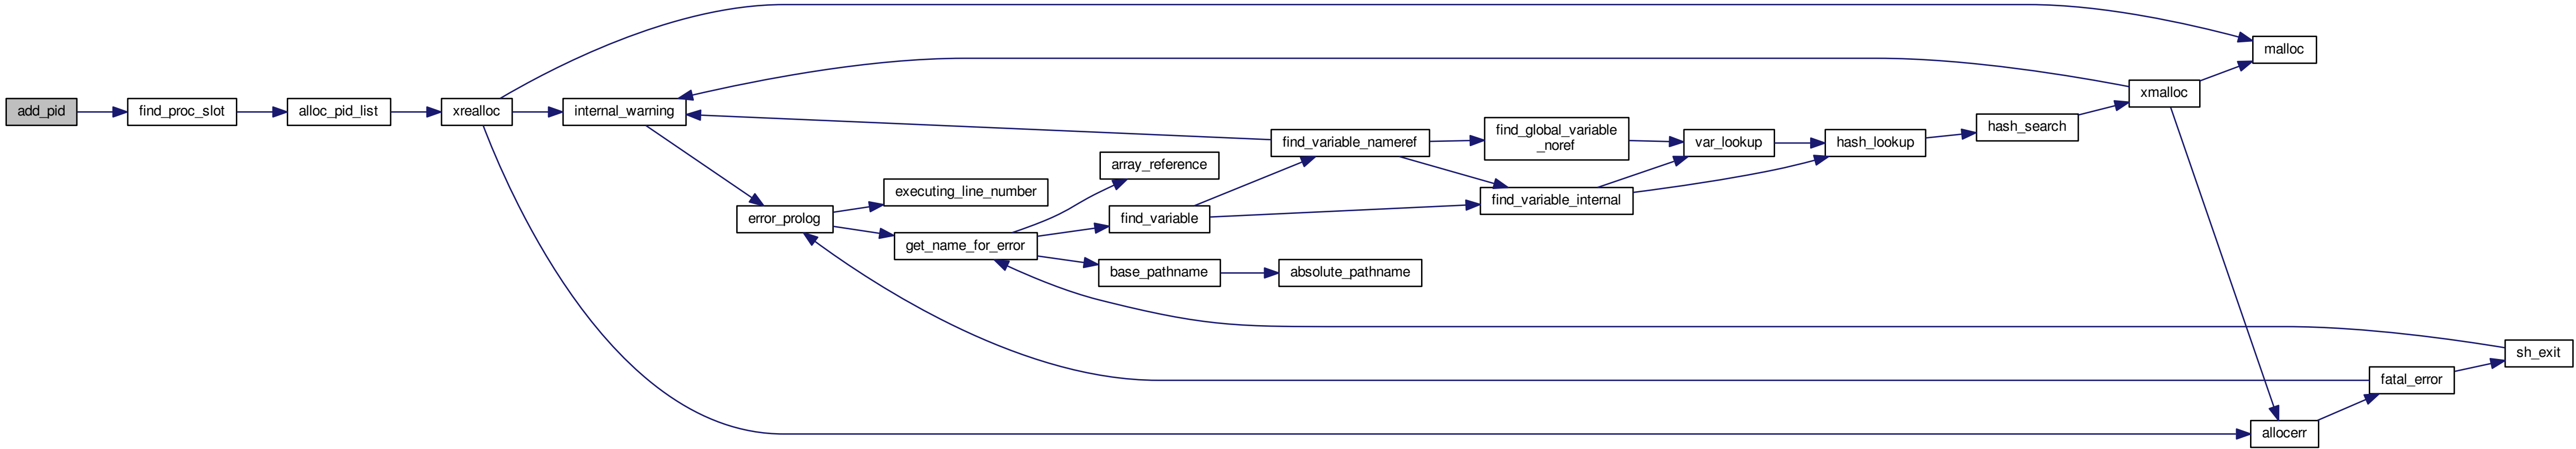 add_pid
find_proc_slot
alloc_pid_list
xrealloc
internal_warning
error_prolog
executing_line_number
get_name_for_error
array_reference
find_variable
base_pathname
absolute_pathname
find_variable_nameref
find_global_variable
_noref
find_variable_internal
var_lookup
hash_lookup
hash_search
xmalloc
malloc
allocerr
fatal_error
sh_exit